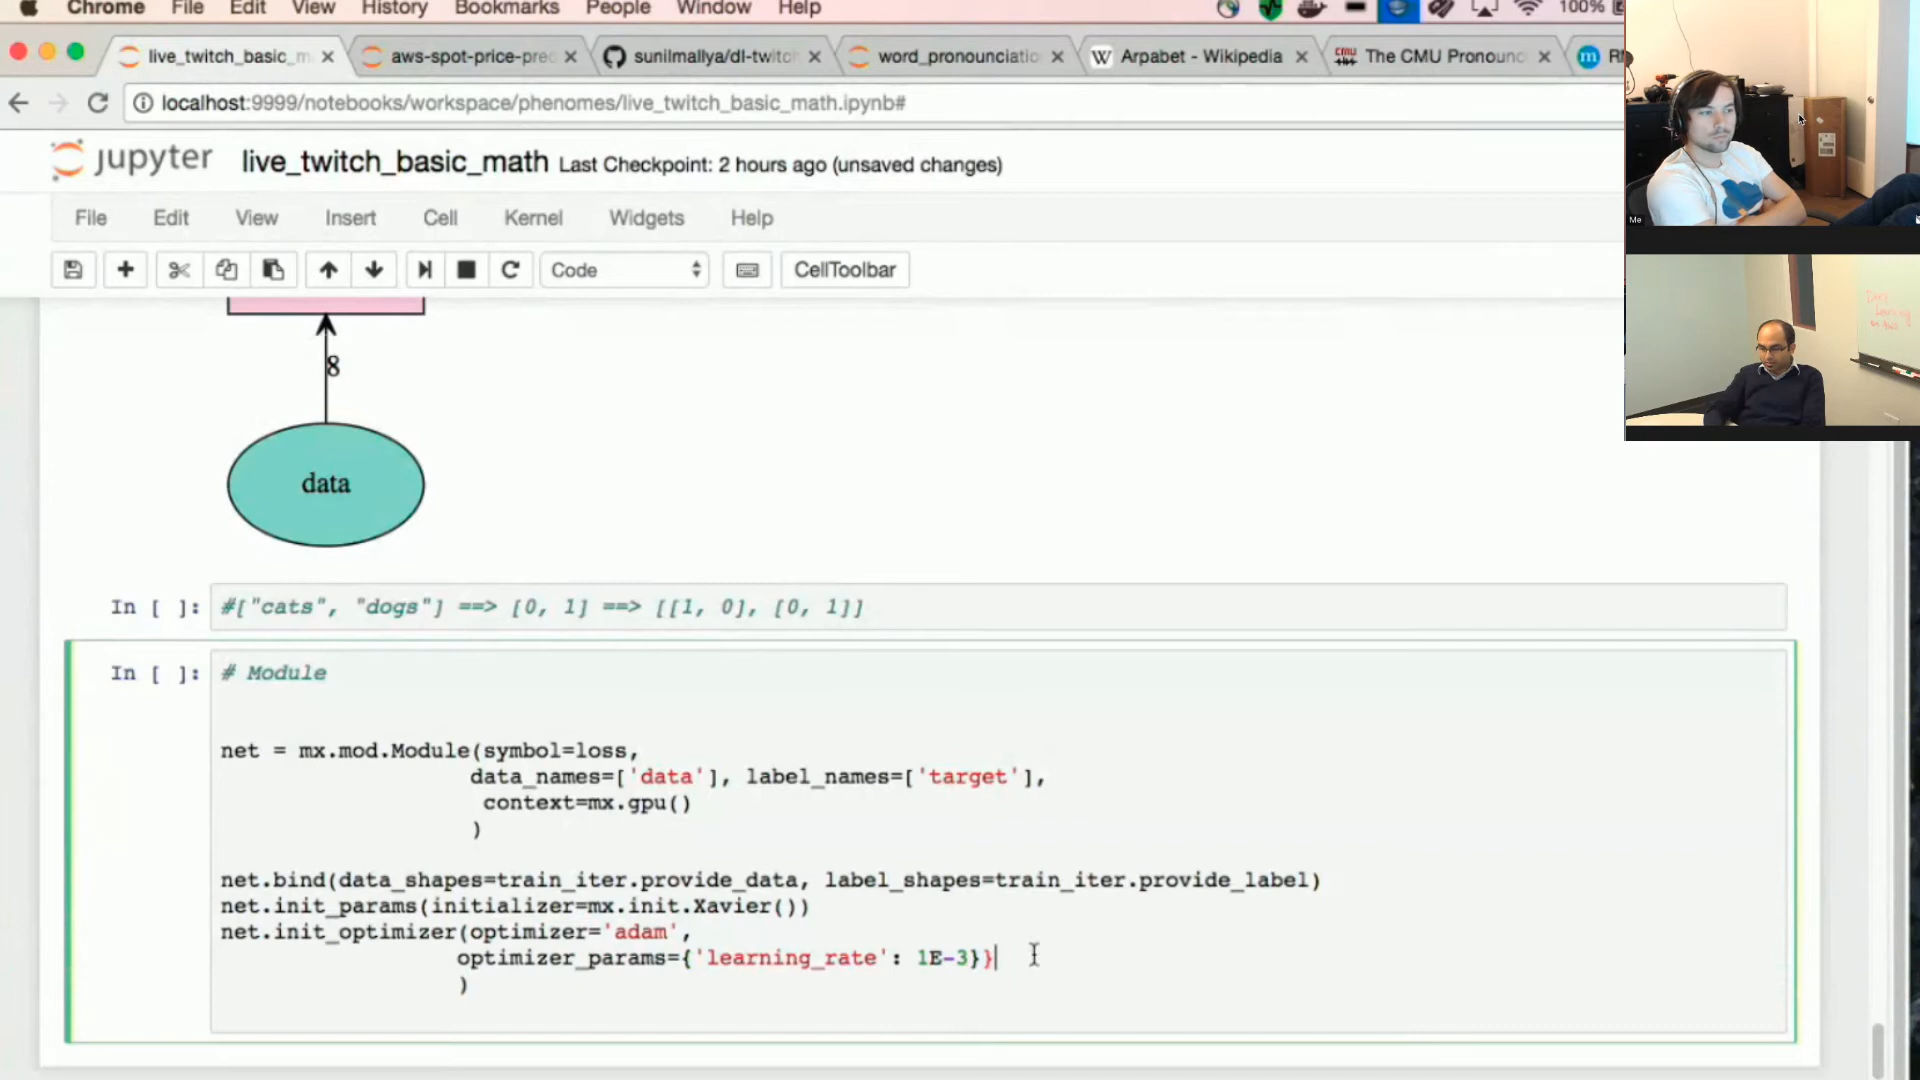 Chrome File Edit View History Bookmarks People Window Help 100%
live_twitch_basic_m aws-spot-price-pred sunilmallya/dl-twitch word_pronounciatio Arpabet - Wikipedia The CMU Pronounc
localhost:9999/notebooks/workspace/phenomes/live_twitch_basic_math.ipynb#
jupyter live_twitch_basic_math Last Checkpoint: 2 hours ago (unsaved changes)
File Edit View Insert Cell Kernel Widgets Help
Code CellToolbar
8
data
In [ ]: #["cats", "dogs"] ==> [0, 1] ==> [[1, 0], [0, 1]]
In [ ]: # Module
net = mx.mod.Module(symbol=loss,
data_names=['data'], label_names=['target'],
context=mx.gpu()
)
net.bind(data_shapes=train_iter.provide_data, label_shapes=train_iter.provide_label)
net.init_params(initializer=mx.init.Xavier())
net.init_optimizer(optimizer='adam',
optimizer_params={'learning_rate': 1E-3}}
)
Me